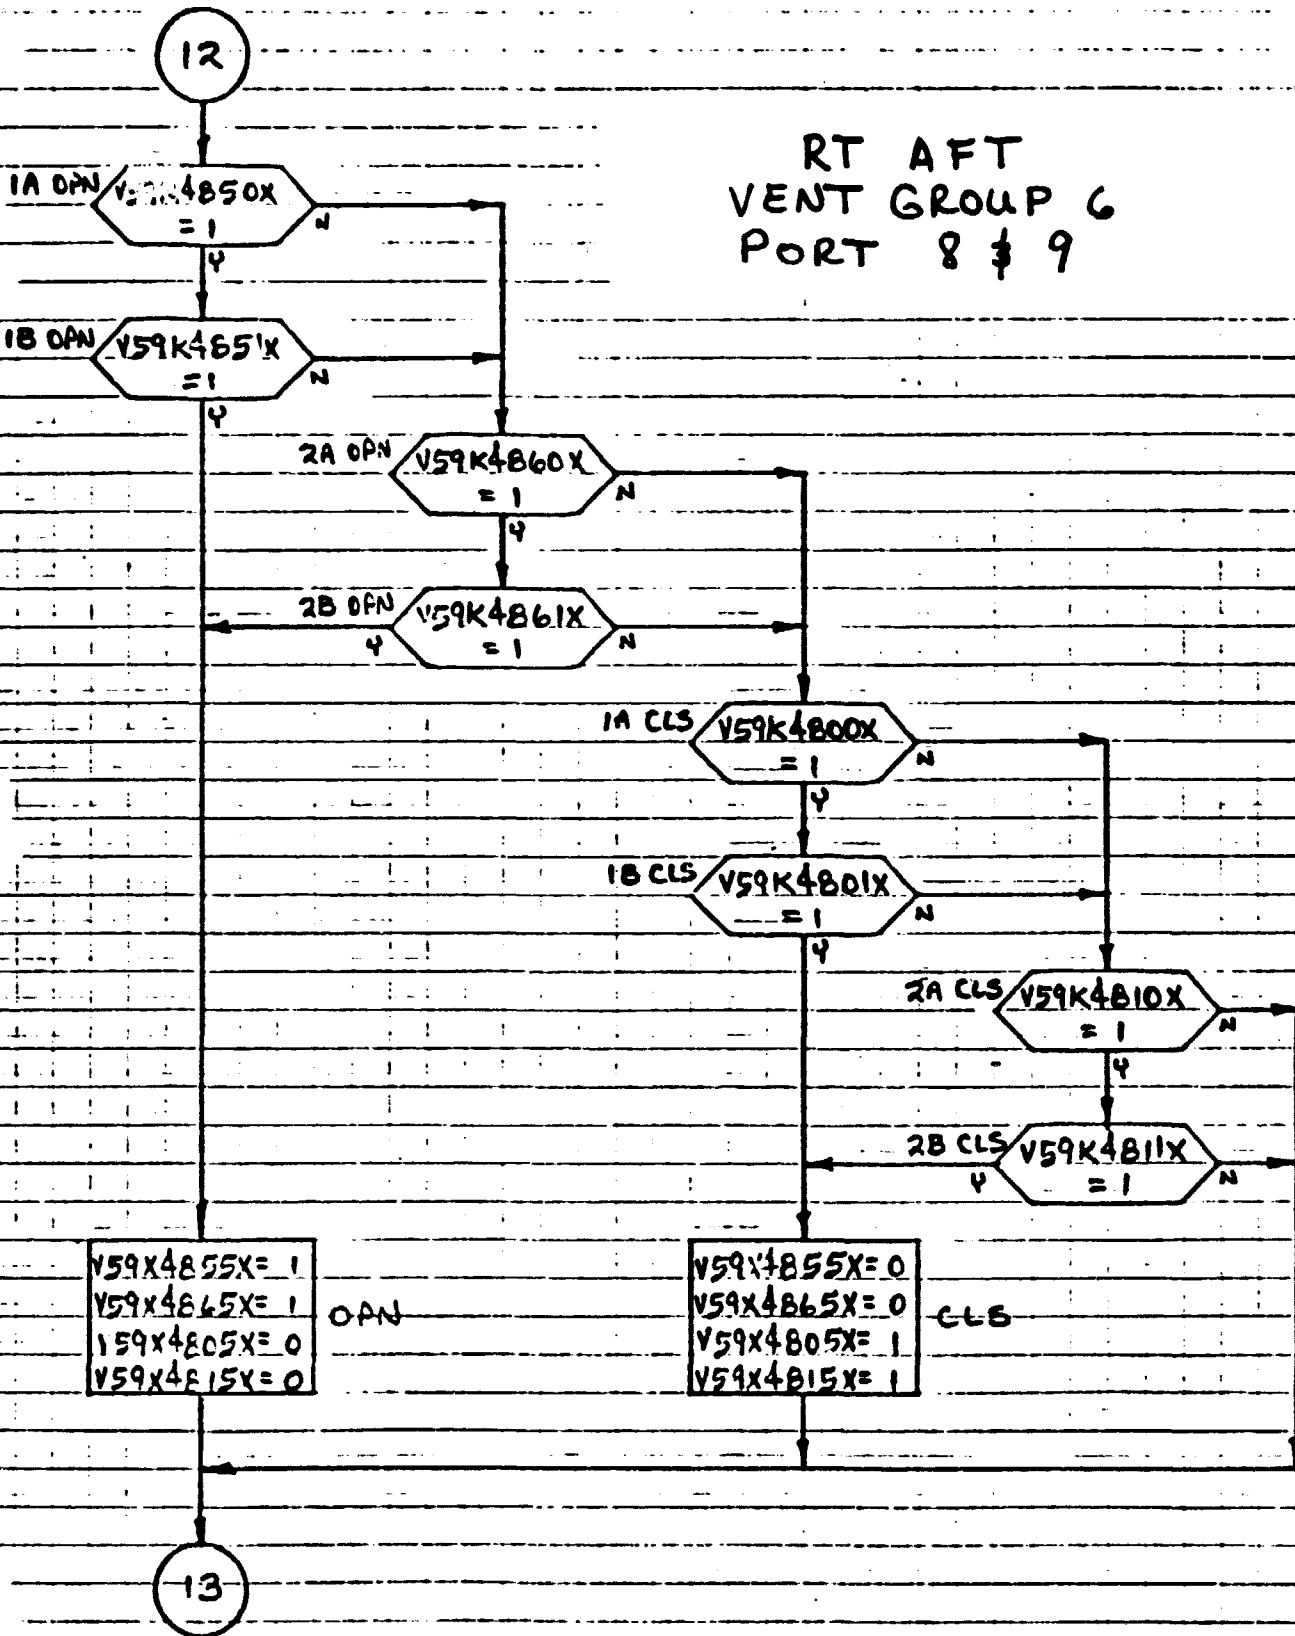 12
RT AFT
VENT GROUP 6
PORT 8 & 9
1A OPN
4850X
= 1
N
Y
1B OPN
V59K4851X
= 1
N
Y
2A OPN
V59K4860X
= 1
N
Y
2B OPN
V59K4861X
= 1
Y
N
1A CLS
V59K4800X
= 1
N
Y
1B CLS
V59K4801X
= 1
N
Y
2A CLS
V59K4810X
= 1
N
Y
2B CLS
V59K4811X
= 1
Y
N
V59X4855X= 1
V59X4865X= 1
V59X4805X= 0
V59X4815X= 0
OPN
V59X4855X= 0
V59X4865X= 0
V59X4805X= 1
V59X4815X= 1
CLS
13